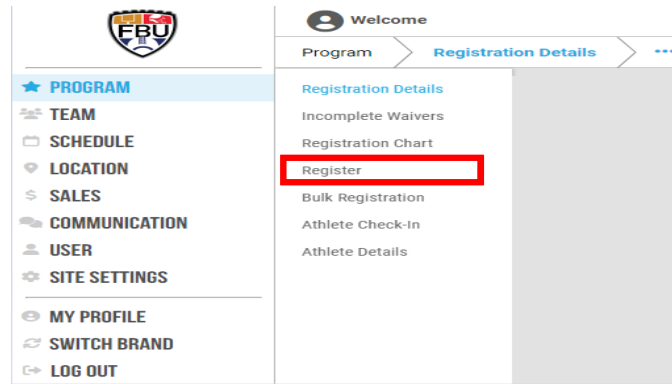 FBU
Welcome
Program
Registration Details
PROGRAM
TEAM
SCHEDULE
LOCATION
SALES
COMMUNICATION
USER
SITE SETTINGS
MY PROFILE
SWITCH BRAND
LOG OUT
Registration Details
Incomplete Waivers
Registration Chart
Register
Bulk Registration
Athlete Check-In
Athlete Details